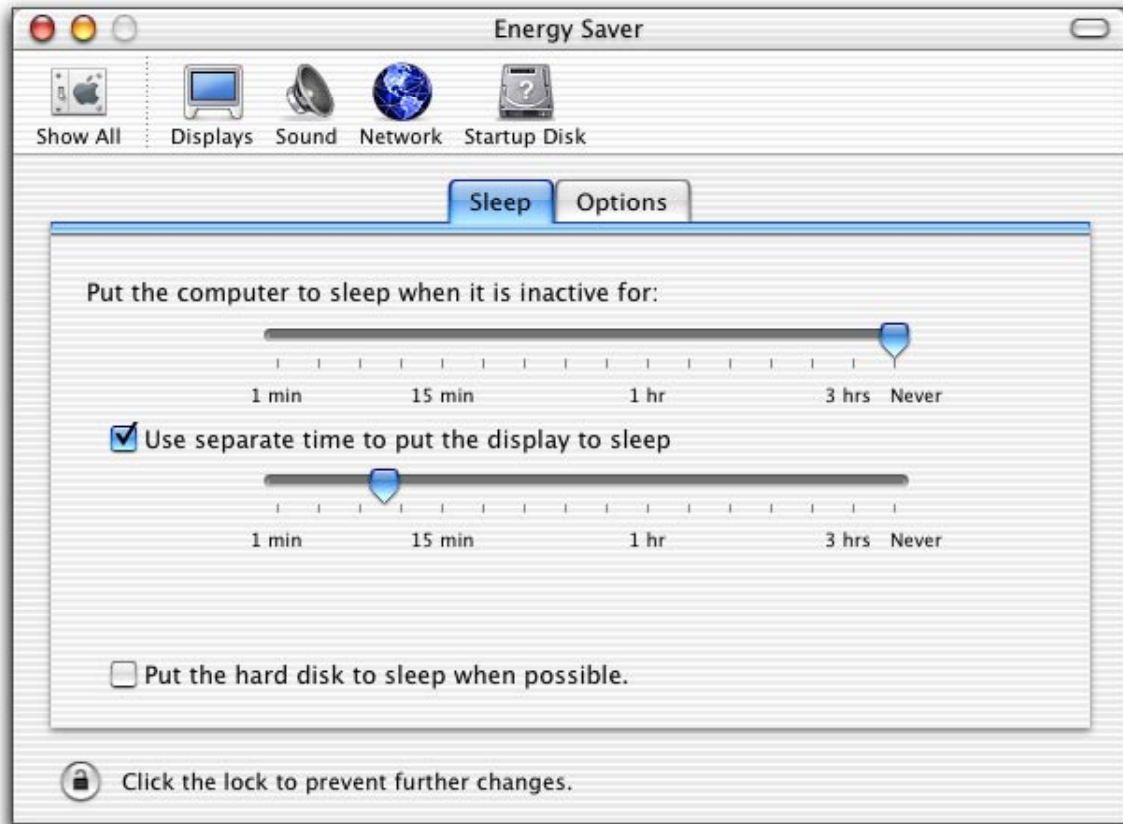 Energy Saver
Show All Displays Sound Network Startup Disk
Sleep Options
Put the computer to sleep when it is inactive for:
1 min 15 min 1 hr 3 hrs Never
Use separate time to put the display to sleep
1 min 15 min 1 hr 3 hrs Never
Put the hard disk to sleep when possible.
Click the lock to prevent further changes.